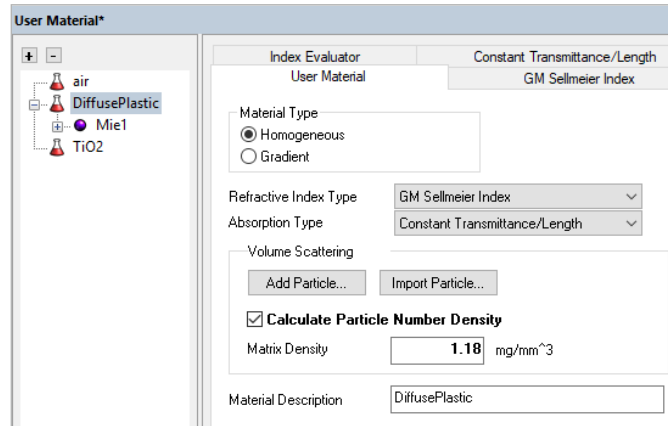 User Material*
+ -
air
DiffusePlastic
Mie1
TiO2
Index Evaluator
Constant Transmittance/Length
User Material
GM Sellmeier Index
Material Type
Homogeneous
Gradient
Refractive Index Type GM Sellmeier Index
Absorption Type Constant Transmittance/Length
Volume Scattering
Add Particle... Import Particle...
Calculate Particle Number Density
Matrix Density 1.18 mg/mm^3
Material Description DiffusePlastic